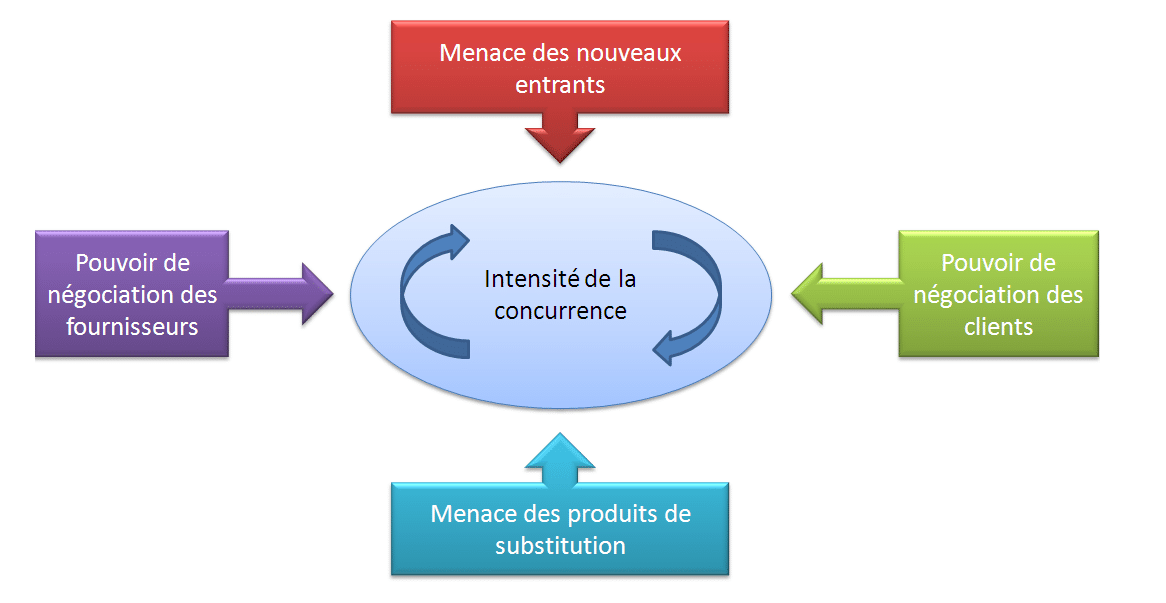 Menace des nouveaux
entrants
Pouvoir de
négociation des
fournisseurs
Intensité de la
concurrence
Pouvoir de
négociation des
clients
Menace des produits de
substitution